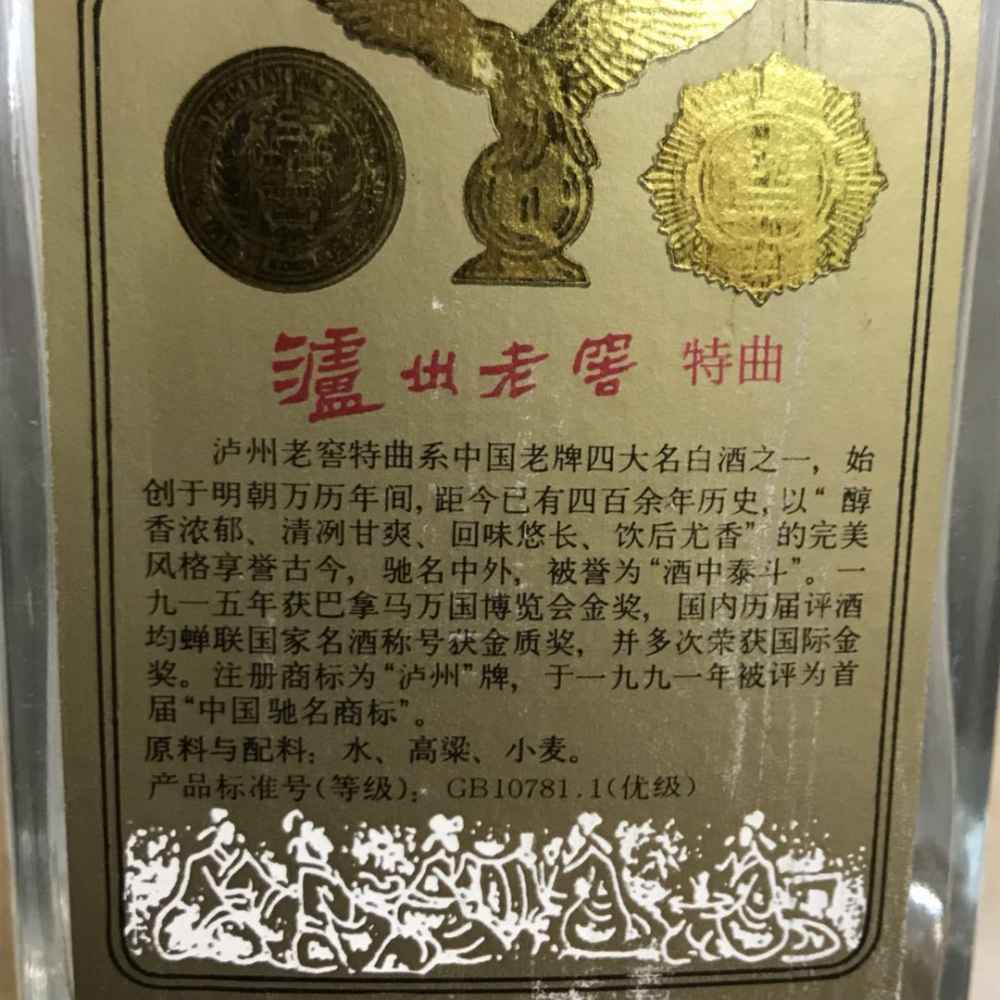 泸州老窖 特曲
泸州老窖特曲系中国老牌四大名白酒之一，始
创于明朝万历年间，距今已有四百余年历史，以“醇
香浓郁、清冽甘爽、回味悠长、饮后尤香”的完美
风格享誉古今，驰名中外，被誉为“酒中泰斗”。一
九一五年获巴拿马万国博览会金奖，国内历届评酒
均蝉联国家名酒称号获金质奖，并多次荣获国际金
奖。注册商标为“泸州”牌，于一九九一年被评为首
届“中国驰名商标”。
原料与配料：水、高粱、小麦。
产品标准号(等级)：GB10781.1(优级)